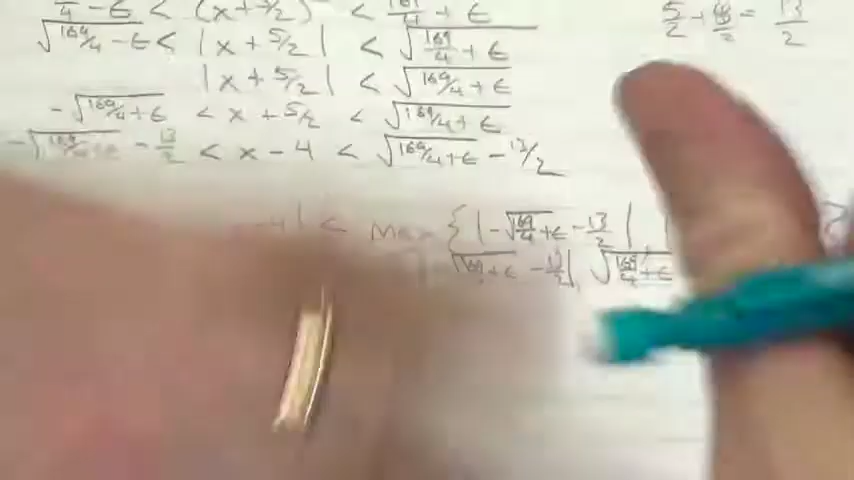 /4 - ε < (x + 5/2) < 169/4 + ε
√(169/4 - ε) < |x + 5/2| < √(169/4 + ε)
|x + 5/2| < √(169/4 + ε)
-√(169/4 + ε) < x + 5/2 < √(169/4 + ε)
-√(169/4 + ε) - 13/2 < x - 4 < √(169/4 + ε) - 13/2
-4| < Max { |-√(169/4 + ε) - 13/2|, |
√(169/4 + ε) - 13/2|, √(169/4 + ε)
5/2 + 8/2 = 13/2